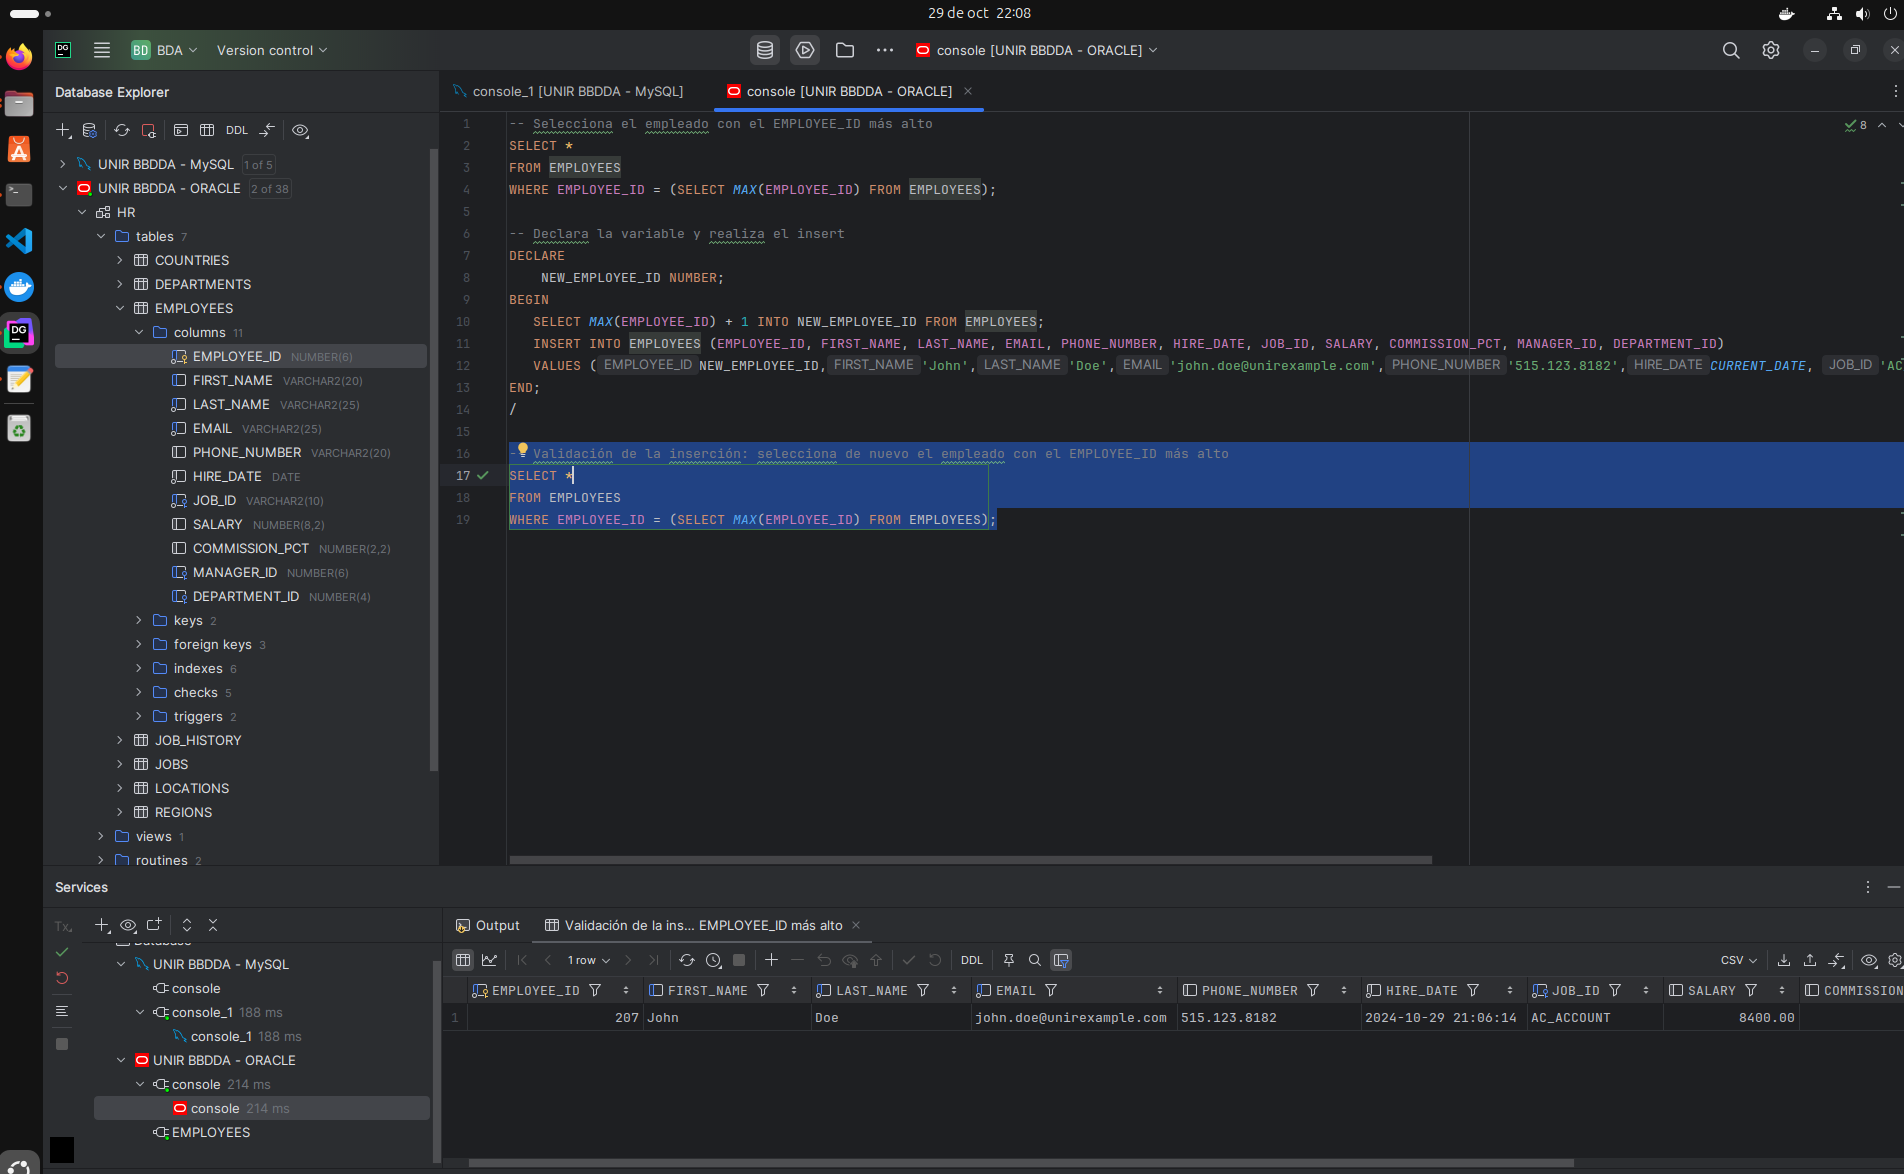 29 de oct 22:08
DG
BD BDA
Version control
console [UNIR BBDDA - ORACLE]
Database Explorer
console_1 [UNIR BBDDA - MySQL]
console [UNIR BBDDA - ORACLE]
DDL
UNIR BBDDA - MySQL 1 of 5
UNIR BBDDA - ORACLE 2 of 38
HR
tables 7
COUNTRIES
DEPARTMENTS
EMPLOYEES
columns 11
EMPLOYEE_ID NUMBER(6)
FIRST_NAME VARCHAR2(20)
LAST_NAME VARCHAR2(25)
EMAIL VARCHAR2(25)
PHONE_NUMBER VARCHAR2(20)
HIRE_DATE DATE
JOB_ID VARCHAR2(10)
SALARY NUMBER(8,2)
COMMISSION_PCT NUMBER(2,2)
MANAGER_ID NUMBER(6)
DEPARTMENT_ID NUMBER(4)
keys 2
foreign keys 3
indexes 6
checks 5
triggers 2
JOB_HISTORY
JOBS
LOCATIONS
REGIONS
views 1
routines 2
8
1 -- Selecciona el empleado con el EMPLOYEE_ID más alto
2 SELECT *
3 FROM EMPLOYEES
4 WHERE EMPLOYEE_ID = (SELECT MAX(EMPLOYEE_ID) FROM EMPLOYEES);
5
6 -- Declara la variable y realiza el insert
7 DECLARE
8 NEW_EMPLOYEE_ID NUMBER;
9 BEGIN
10 SELECT MAX(EMPLOYEE_ID) + 1 INTO NEW_EMPLOYEE_ID FROM EMPLOYEES;
11 INSERT INTO EMPLOYEES (EMPLOYEE_ID, FIRST_NAME, LAST_NAME, EMAIL, PHONE_NUMBER, HIRE_DATE, JOB_ID, SALARY, COMMISSION_PCT, MANAGER_ID, DEPARTMENT_ID)
12 VALUES ( EMPLOYEE_ID NEW_EMPLOYEE_ID, FIRST_NAME 'John', LAST_NAME 'Doe', EMAIL 'john.doe@unirexample.com', PHONE_NUMBER '515.123.8182', HIRE_DATE CURRENT_DATE, JOB_ID 'AC
13 END;
14 /
15
16 - Validación de la inserción: selecciona de nuevo el empleado con el EMPLOYEE_ID más alto
17 SELECT *
18 FROM EMPLOYEES
19 WHERE EMPLOYEE_ID = (SELECT MAX(EMPLOYEE_ID) FROM EMPLOYEES);
Services
Tx
Database
UNIR BBDDA - MySQL
console
console_1 188 ms
console_1 188 ms
UNIR BBDDA - ORACLE
console 214 ms
console 214 ms
EMPLOYEES
Output
Validación de la ins... EMPLOYEE_ID más alto
1 row
DDL
CSV
EMPLOYEE_ID FIRST_NAME LAST_NAME EMAIL PHONE_NUMBER HIRE_DATE JOB_ID SALARY COMMISSION
1 207 John Doe john.doe@unirexample.com 515.123.8182 2024-10-29 21:06:14 AC_ACCOUNT 8400.00